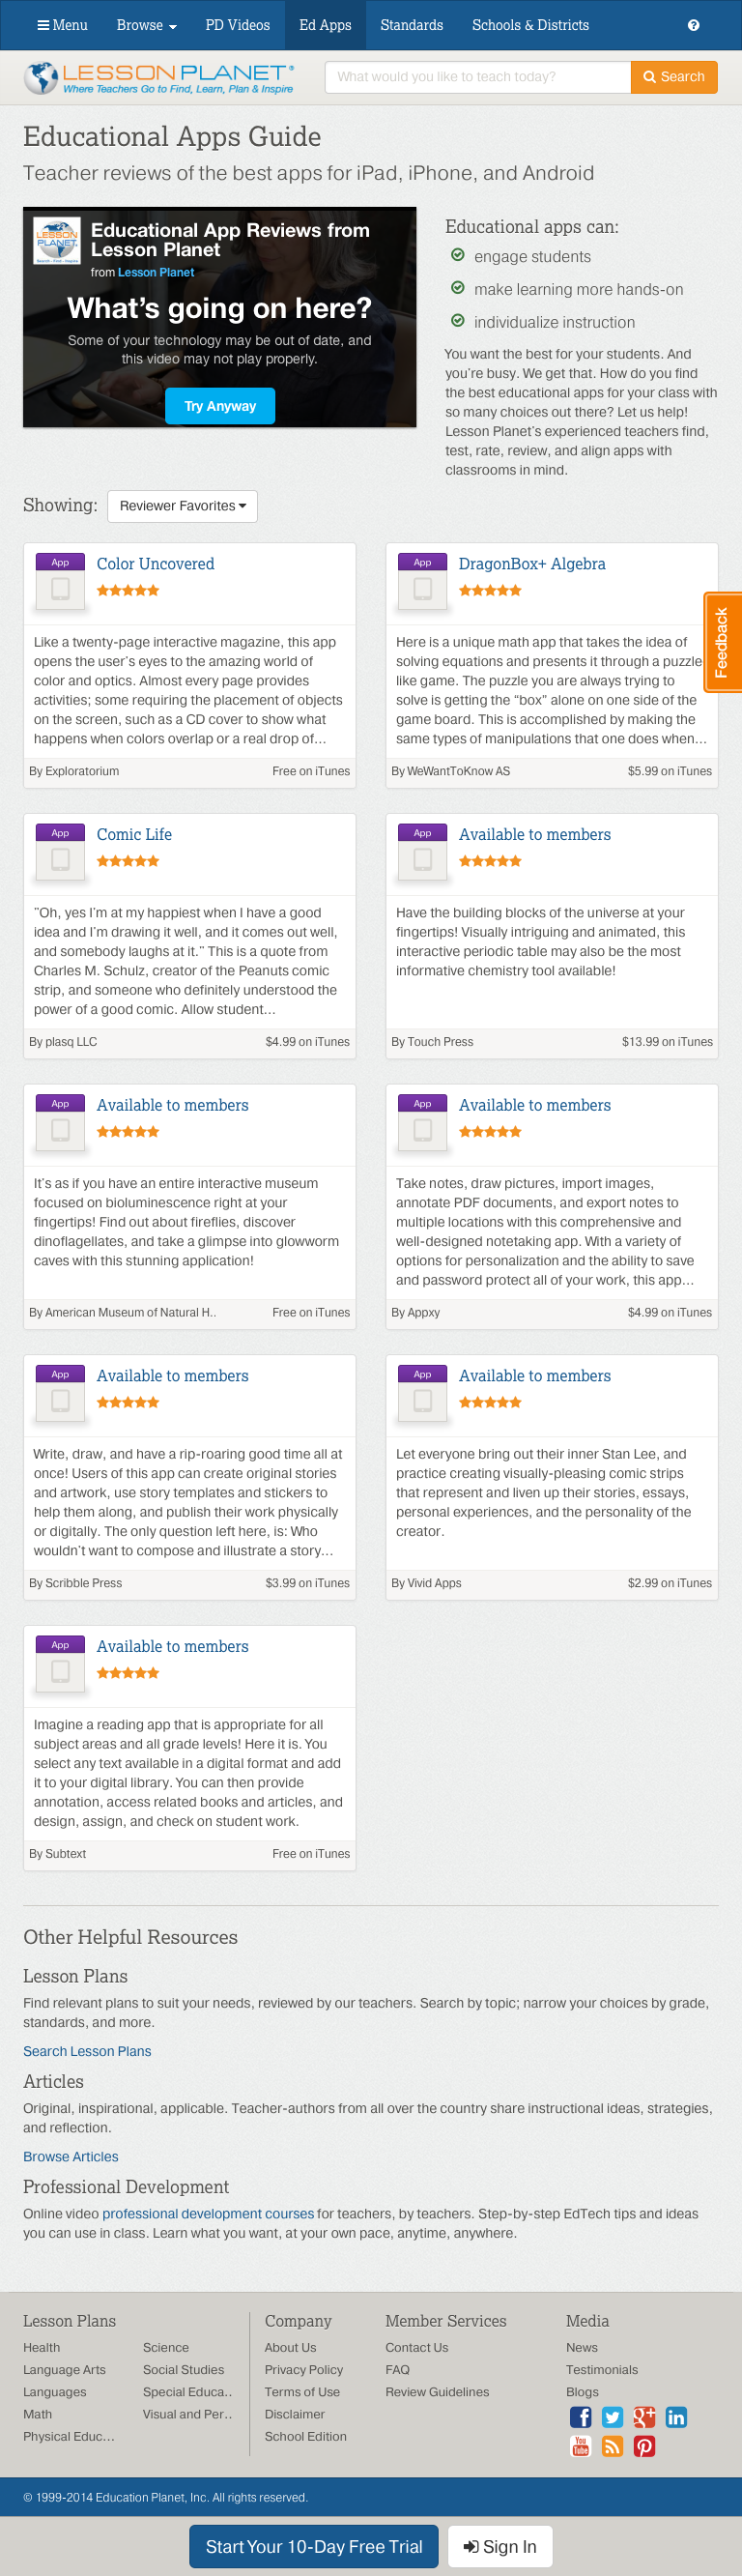 Menu Browse PD Videos Ed Apps Standards Schools & Districts
LESSON PLANET®
Where Teachers Go to Find, Learn, Plan & Inspire
What would you like to teach today? Search
Educational Apps Guide
Teacher reviews of the best apps for iPad, iPhone, and Android
LESSON PLANET
Educational App Reviews from
Lesson Planet
from Lesson Planet
What's going on here?
Some of your technology may be out of date, and
this video may not play properly.
Try Anyway
Educational apps can:
engage students
make learning more hands-on
individualize instruction
You want the best for your students. And
you're busy. We get that. How do you find
the best educational apps for your class with
so many choices out there? Let us help!
Lesson Planet's experienced teachers find,
test, rate, review, and align apps with
classrooms in mind.
Showing: Reviewer Favorites
App
Color Uncovered
Like a twenty-page interactive magazine, this app
opens the user's eyes to the amazing world of
color and optics. Almost every page provides
activities; some requiring the placement of objects
on the screen, such as a CD cover to show what
happens when colors overlap or a real drop of...
By Exploratorium Free on iTunes
App
DragonBox+ Algebra
Here is a unique math app that takes the idea of
solving equations and presents it through a puzzle
like game. The puzzle you are always trying to
solve is getting the “box” alone on one side of the
game board. This is accomplished by making the
same types of manipulations that one does when...
By WeWantToKnow AS $5.99 on iTunes
Feedback
App
Comic Life
"Oh, yes I'm at my happiest when I have a good
idea and I'm drawing it well, and it comes out well,
and somebody laughs at it." This is a quote from
Charles M. Schulz, creator of the Peanuts comic
strip, and someone who definitely understood the
power of a good comic. Allow student...
By plasq LLC $4.99 on iTunes
App
Available to members
Have the building blocks of the universe at your
fingertips! Visually intriguing and animated, this
interactive periodic table may also be the most
informative chemistry tool available!
By Touch Press $13.99 on iTunes
App
Available to members
It's as if you have an entire interactive museum
focused on bioluminescence right at your
fingertips! Find out about fireflies, discover
dinoflagellates, and take a glimpse into glowworm
caves with this stunning application!
By American Museum of Natural H.. Free on iTunes
App
Available to members
Take notes, draw pictures, import images,
annotate PDF documents, and export notes to
multiple locations with this comprehensive and
well-designed notetaking app. With a variety of
options for personalization and the ability to save
and password protect all of your work, this app...
By Appxy $4.99 on iTunes
App
Available to members
Write, draw, and have a rip-roaring good time all at
once! Users of this app can create original stories
and artwork, use story templates and stickers to
help them along, and publish their work physically
or digitally. The only question left here, is: Who
wouldn't want to compose and illustrate a story...
By Scribble Press $3.99 on iTunes
App
Available to members
Let everyone bring out their inner Stan Lee, and
practice creating visually-pleasing comic strips
that represent and liven up their stories, essays,
personal experiences, and the personality of the
creator.
By Vivid Apps $2.99 on iTunes
App
Available to members
Imagine a reading app that is appropriate for all
subject areas and all grade levels! Here it is. You
select any text available in a digital format and add
it to your digital library. You can then provide
annotation, access related books and articles, and
design, assign, and check on student work.
By Subtext Free on iTunes
Other Helpful Resources
Lesson Plans
Find relevant plans to suit your needs, reviewed by our teachers. Search by topic; narrow your choices by grade,
standards, and more.
Search Lesson Plans
Articles
Original, inspirational, applicable. Teacher-authors from all over the country share instructional ideas, strategies,
and reflection.
Browse Articles
Professional Development
Online video professional development courses for teachers, by teachers. Step-by-step EdTech tips and ideas
you can use in class. Learn what you want, at your own pace, anytime, anywhere.
Lesson Plans
Health
Language Arts
Languages
Math
Physical Educ...
Science
Social Studies
Special Educa..
Visual and Per..
Company
About Us
Privacy Policy
Terms of Use
Disclaimer
School Edition
Member Services
Contact Us
FAQ
Review Guidelines
Media
News
Testimonials
Blogs
You Tube
© 1999-2014 Education Planet, Inc. All rights reserved.
Start Your 10-Day Free Trial Sign In